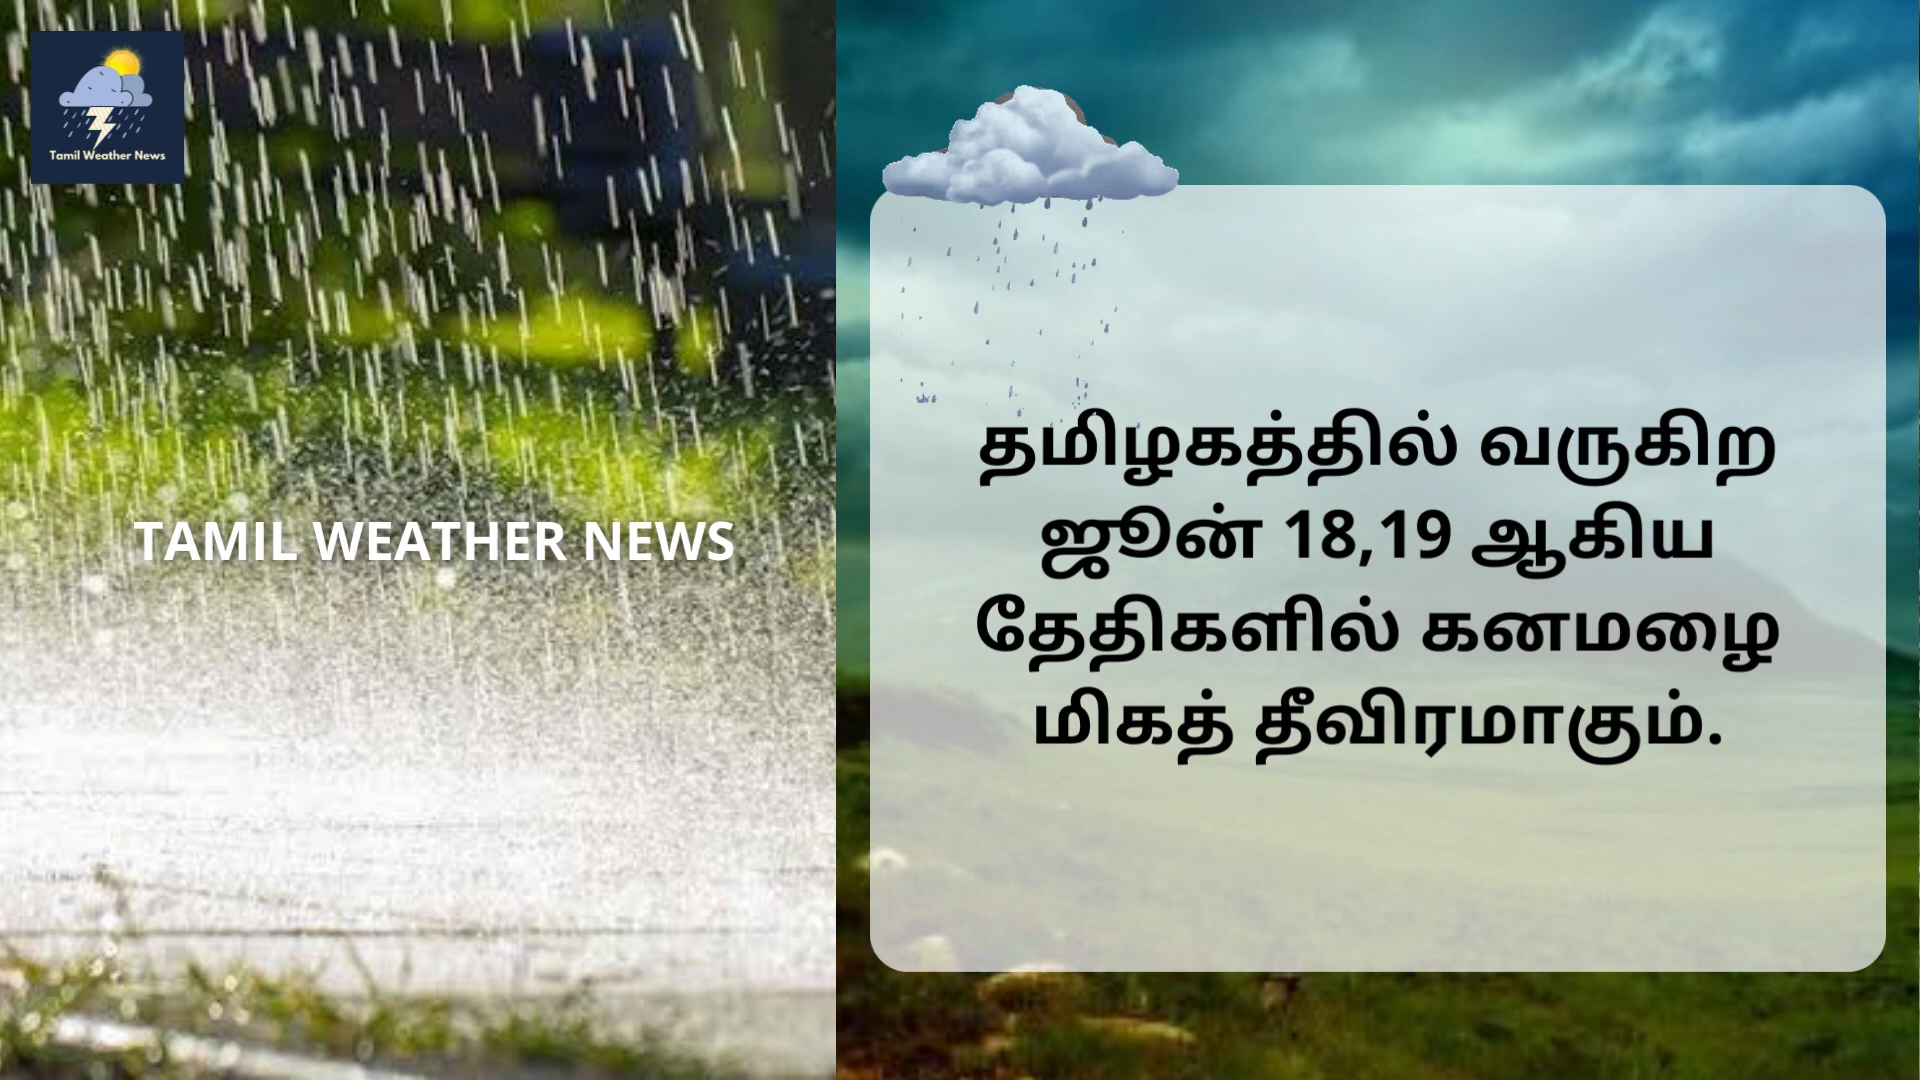 Tamil Weather News
TAMIL WEATHER NEWS
தமிழகத்தில் வருகிற
ஜூன் 18,19 ஆகிய
தேதிகளில் கனமழை
மிகத் தீவிரமாகும்.